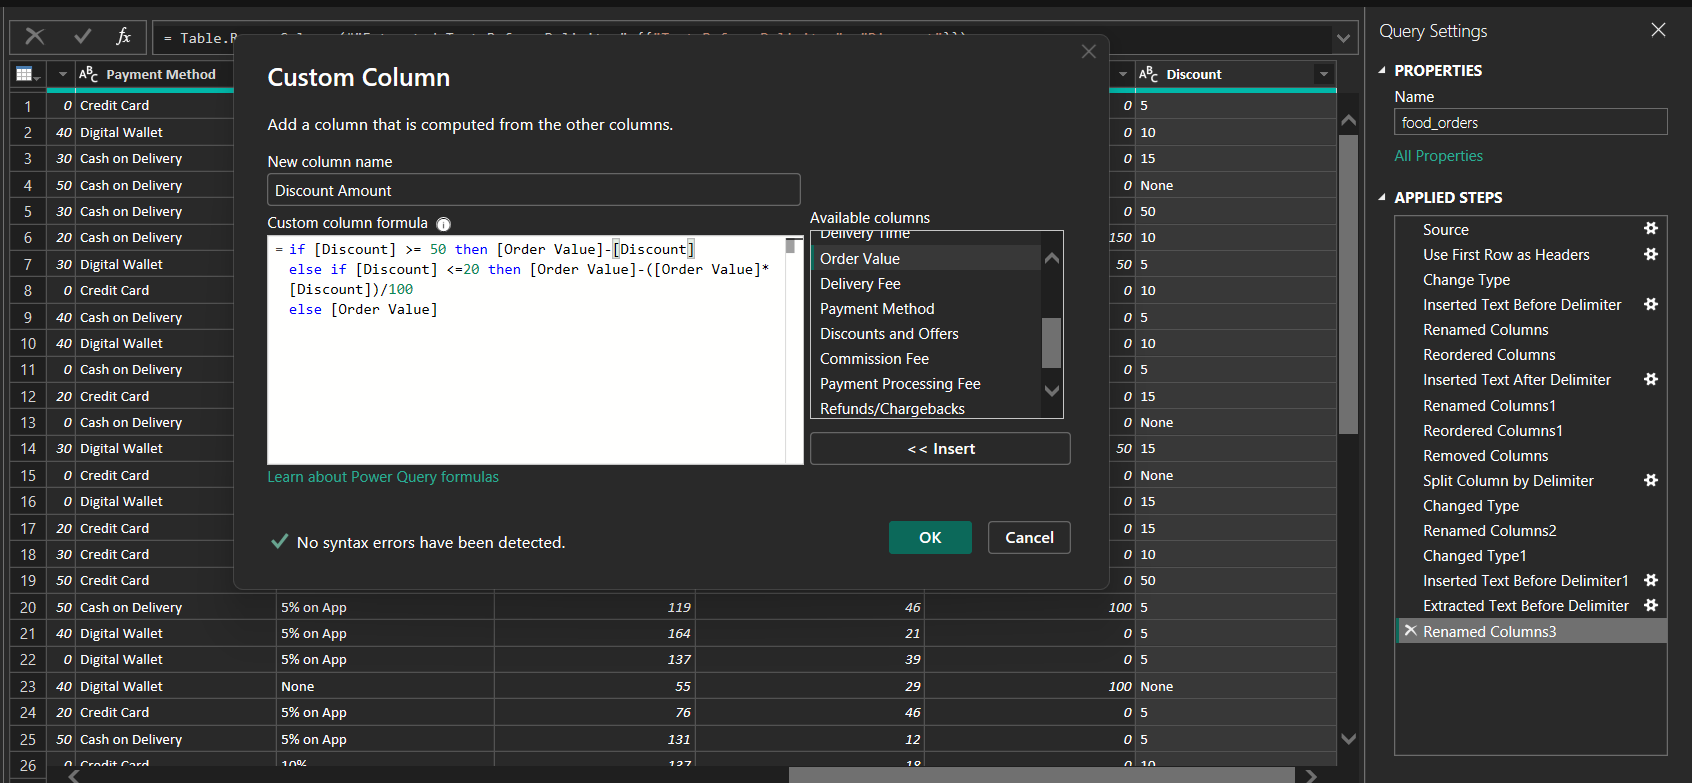 fx
= Table.R
Query Settings
Payment Method
Discount
1 0 Credit Card 0 5
2 40 Digital Wallet 0 10
3 30 Cash on Delivery 0 15
4 50 Cash on Delivery 0 None
5 30 Cash on Delivery 0 50
6 20 Cash on Delivery 150 10
7 30 Digital Wallet 50 5
8 0 Credit Card 0 10
9 40 Cash on Delivery 0 5
10 40 Digital Wallet 0 10
11 0 Cash on Delivery 0 5
12 20 Credit Card 0 15
13 0 Cash on Delivery 0 None
14 30 Digital Wallet 50 15
15 0 Credit Card 0 None
16 0 Digital Wallet 0 15
17 20 Credit Card 0 15
18 30 Credit Card 0 10
19 50 Credit Card 0 50
20 50 Cash on Delivery 5% on App 119 46 100 5
21 40 Digital Wallet 5% on App 164 21 0 5
22 0 Digital Wallet 5% on App 137 39 0 5
23 40 Digital Wallet None 55 29 100 None
24 20 Credit Card 5% on App 76 46 0 5
25 50 Cash on Delivery 5% on App 131 12 0 5
26 0 Credit Card 10% 137 18 0 10
Custom Column
Add a column that is computed from the other columns.
New column name
Discount Amount
Custom column formula
= if [Discount] >= 50 then [Order Value]-[Discount]
else if [Discount] <=20 then [Order Value]-([Order Value]*
[Discount])/100
else [Order Value]
Available columns
Delivery Time
Order Value
Delivery Fee
Payment Method
Discounts and Offers
Commission Fee
Payment Processing Fee
Refunds/Chargebacks
<< Insert
Learn about Power Query formulas
No syntax errors have been detected.
OK
Cancel
PROPERTIES
Name
food_orders
All Properties
APPLIED STEPS
Source
Use First Row as Headers
Change Type
Inserted Text Before Delimiter
Renamed Columns
Reordered Columns
Inserted Text After Delimiter
Renamed Columns1
Reordered Columns1
Removed Columns
Split Column by Delimiter
Changed Type
Renamed Columns2
Changed Type1
Inserted Text Before Delimiter1
Extracted Text Before Delimiter
Renamed Columns3